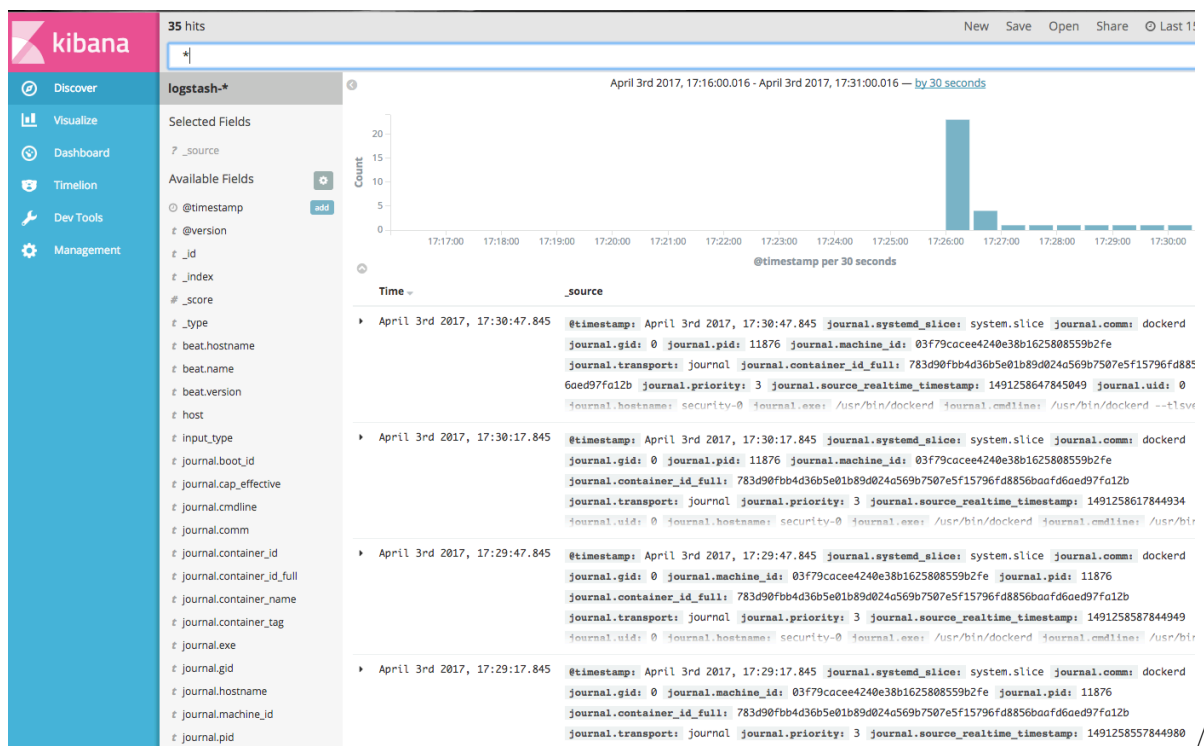 kibana
Discover
Visualize
Dashboard
Timelion
Dev Tools
Management
35 hits
New Save Open Share Last 15
*
logstash-*
Selected Fields
? _source
Available Fields
@timestamp add
t @version
t _id
t _index
# _score
t _type
t beat.hostname
t beat.name
t beat.version
t host
t input_type
t journal.boot_id
t journal.cap_effective
t journal.cmdline
t journal.comm
t journal.container_id
t journal.container_id_full
t journal.container_name
t journal.container_tag
t journal.exe
t journal.gid
t journal.hostname
t journal.machine_id
t journal.pid
April 3rd 2017, 17:16:00.016 - April 3rd 2017, 17:31:00.016 — by 30 seconds
Count
20
15
10
5
0
17:17:00 17:18:00 17:19:00 17:20:00 17:21:00 17:22:00 17:23:00 17:24:00 17:25:00 17:26:00 17:27:00 17:28:00 17:29:00 17:30:00
@timestamp per 30 seconds
Time _source
April 3rd 2017, 17:30:47.845 @timestamp: April 3rd 2017, 17:30:47.845 journal.systemd_slice: system.slice journal.comm: dockerd
journal.gid: 0 journal.pid: 11876 journal.machine_id: 03f79cacee4240e38b1625808559b2fe
journal.transport: journal journal.container_id_full: 783d90fbb4d36b5e01b89d024a569b7507e5f15796fd885
6aed97fa12b journal.priority: 3 journal.source_realtime_timestamp: 1491258647845049 journal.uid: 0
journal.hostname: security-0 journal.exe: /usr/bin/dockerd journal.cmdline: /usr/bin/dockerd --tlsve
April 3rd 2017, 17:30:17.845 @timestamp: April 3rd 2017, 17:30:17.845 journal.systemd_slice: system.slice journal.comm: dockerd
journal.gid: 0 journal.pid: 11876 journal.machine_id: 03f79cacee4240e38b1625808559b2fe
journal.container_id_full: 783d90fbb4d36b5e01b89d024a569b7507e5f15796fd8856baafd6aed97fa12b
journal.transport: journal journal.priority: 3 journal.source_realtime_timestamp: 1491258617844934
journal.uid: 0 journal.hostname: security-0 journal.exe: /usr/bin/dockerd journal.cmdline: /usr/bin
April 3rd 2017, 17:29:47.845 @timestamp: April 3rd 2017, 17:29:47.845 journal.systemd_slice: system.slice journal.comm: dockerd
journal.gid: 0 journal.machine_id: 03f79cacee4240e38b1625808559b2fe journal.pid: 11876
journal.container_id_full: 783d90fbb4d36b5e01b89d024a569b7507e5f15796fd8856baafd6aed97fa12b
journal.transport: journal journal.priority: 3 journal.source_realtime_timestamp: 1491258587844949
journal.uid: 0 journal.hostname: security-0 journal.exe: /usr/bin/dockerd journal.cmdline: /usr/bin
April 3rd 2017, 17:29:17.845 @timestamp: April 3rd 2017, 17:29:17.845 journal.systemd_slice: system.slice journal.comm: dockerd
journal.gid: 0 journal.machine_id: 03f79cacee4240e38b1625808559b2fe journal.pid: 11876
journal.container_id_full: 783d90fbb4d36b5e01b89d024a569b7507e5f15796fd8856baafd6aed97fa12b
journal.transport: journal journal.priority: 3 journal.source_realtime_timestamp: 1491258557844980